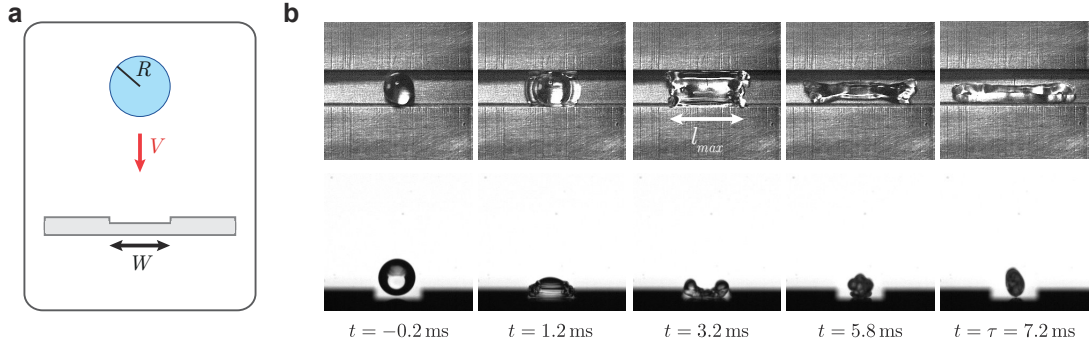 a
R
V
W
b
l_max
t = −0.2 ms
t = 1.2 ms
t = 3.2 ms
t = 5.8 ms
t = τ = 7.2 ms